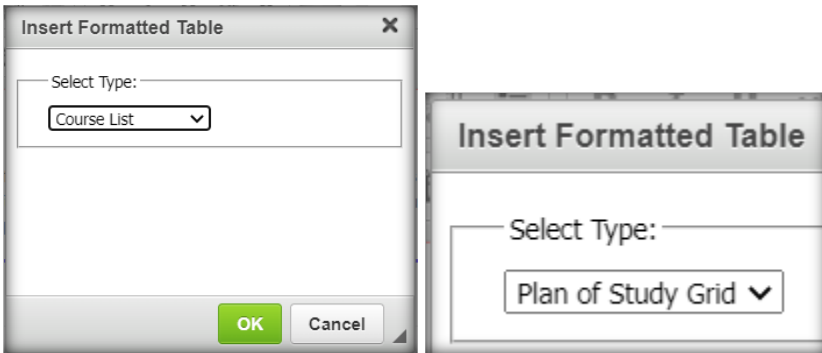 Insert Formatted Table
Select Type:
Course List
OK Cancel
Insert Formatted Table
Select Type:
Plan of Study Grid